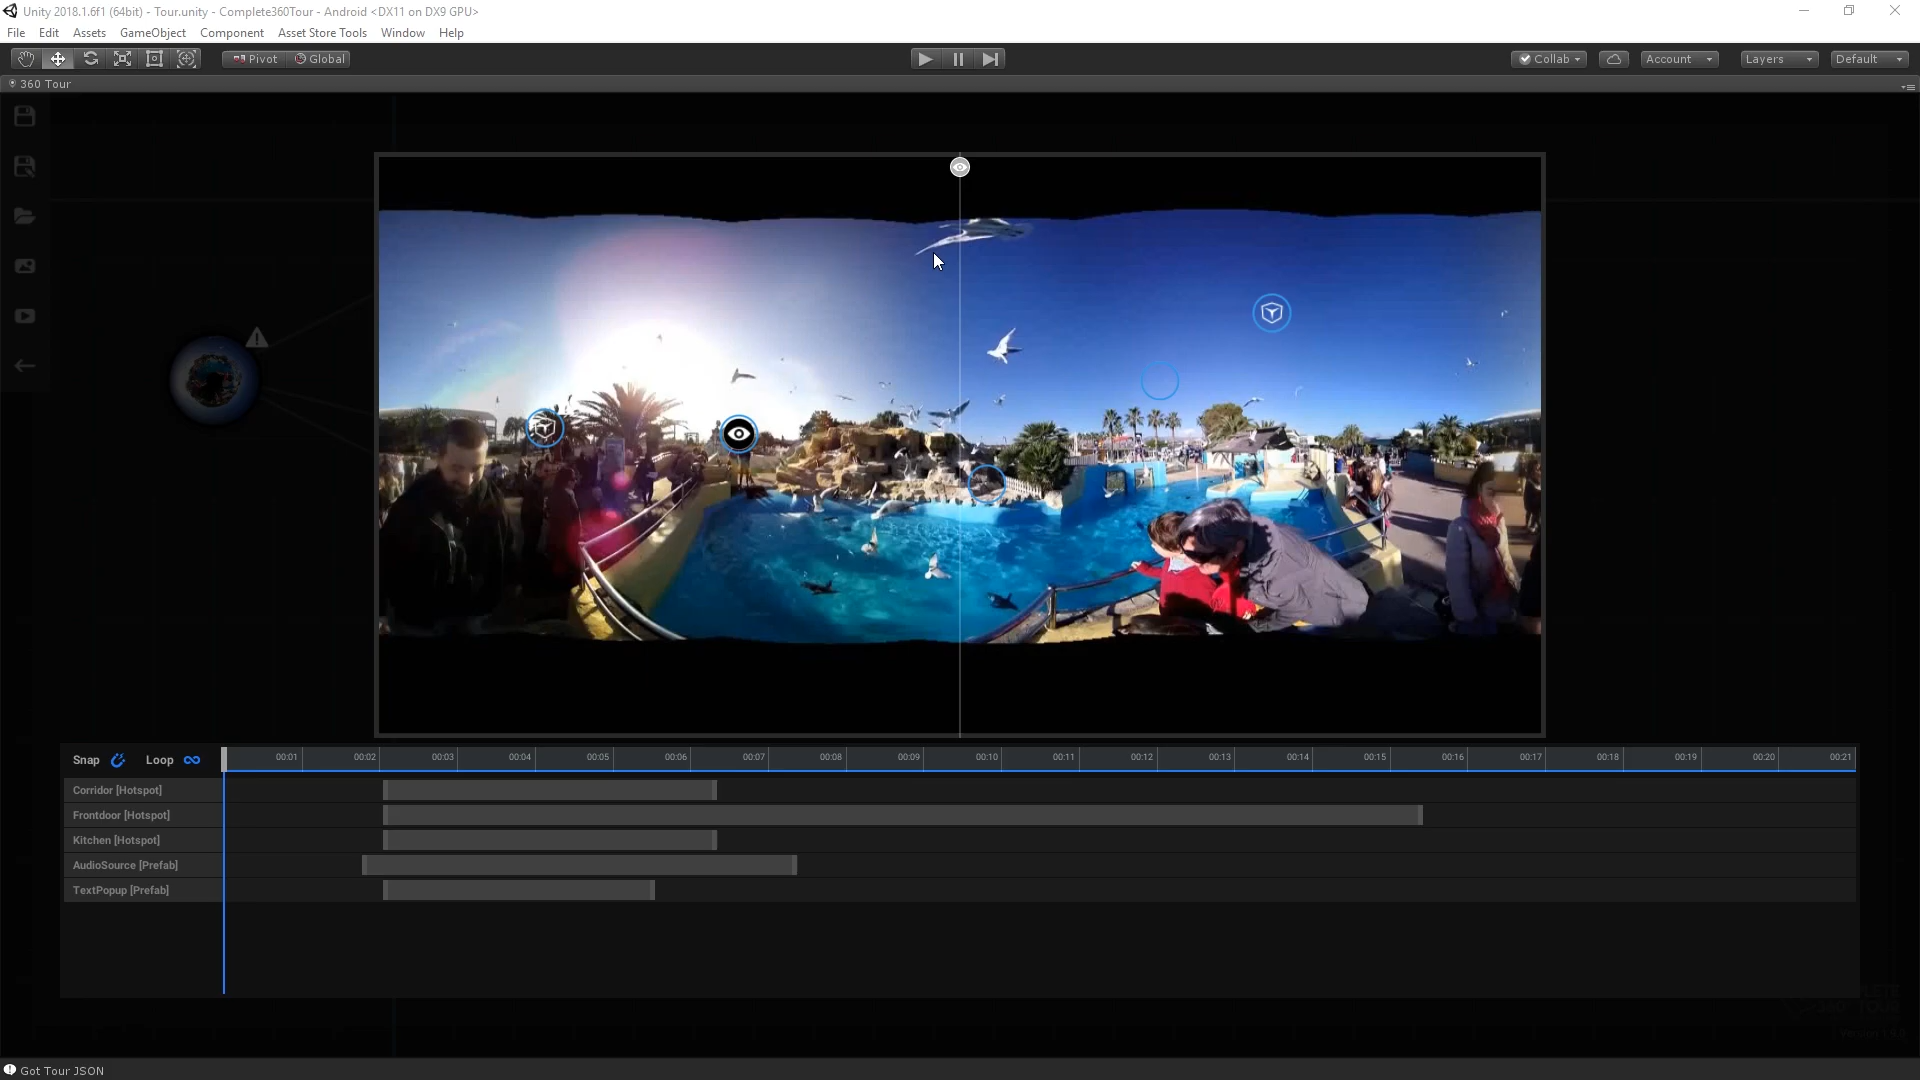 Unity 2018.1.6f1 (64bit) - Tour.unity - Complete360Tour - Android <DX11 on DX9 GPU>
File Edit Assets GameObject Component Asset Store Tools Window Help
Pivot Global Collab Account Layers Default
360 Tour
Snap Loop 00:01 00:02 00:03 00:04 00:05 00:06 00:07 00:08 00:09 00:10 00:11 00:12 00:13 00:14 00:15 00:16 00:17 00:18 00:19 00:20 00:21
Corridor [Hotspot]
Frontdoor [Hotspot]
Kitchen [Hotspot]
AudioSource [Prefab]
TextPopup [Prefab]
Got Tour JSON